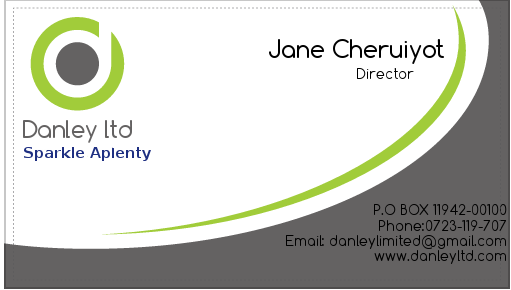 Jane Cheruiyot
Director
Danley ltd
Sparkle Aplenty
P.O BOX 11942-00100
Phone:0723-119-707
Email: danleylimited@gmail.com
www.danleyltd.com